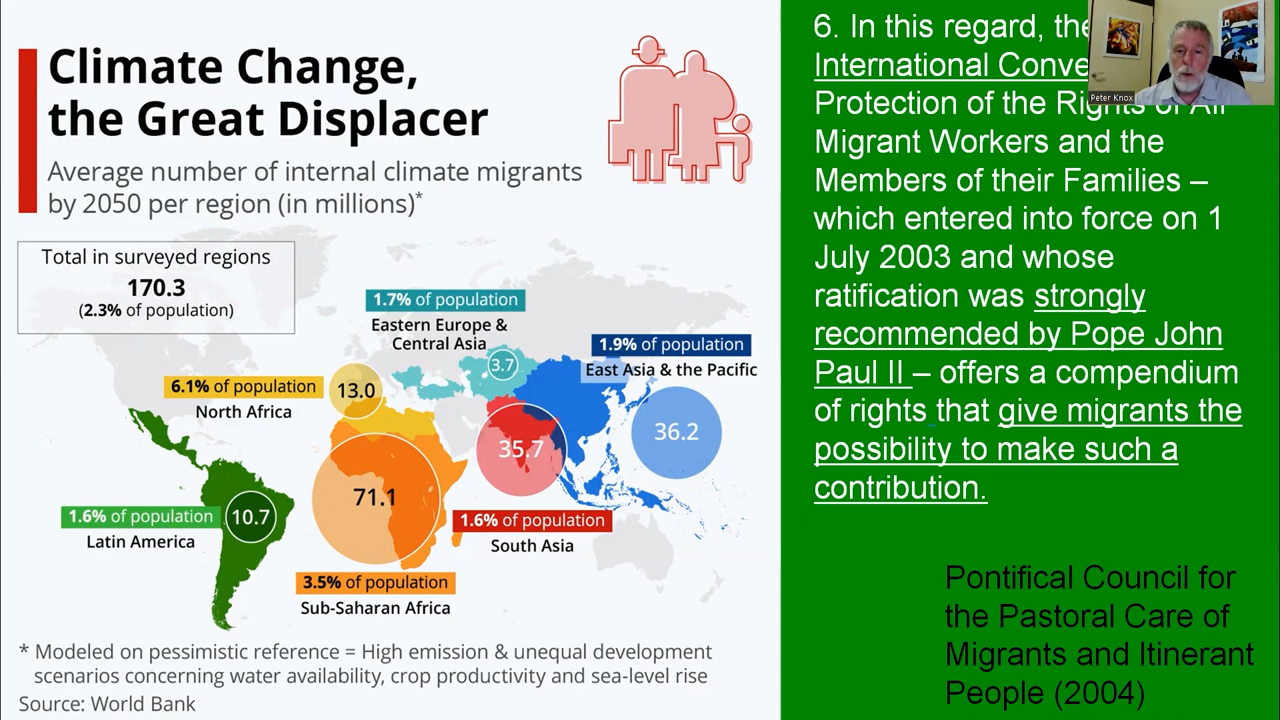 Climate Change,
the Great Displacer
Average number of internal climate migrants
by 2050 per region (in millions)*
Total in surveyed regions
170.3
(2.3% of population)
1.7% of population
Eastern Europe &
Central Asia
3.7
1.9% of population
East Asia & the Pacific
36.2
6.1% of population
North Africa
13.0
35.7
71.1
1.6% of population
Latin America
10.7
1.6% of population
South Asia
3.5% of population
Sub-Saharan Africa
* Modeled on pessimistic reference = High emission & unequal development
scenarios concerning water availability, crop productivity and sea-level rise
Source: World Bank
6. In this regard, the
International
Protection of the Rights of All
Migrant Workers and the
Members of their Families –
which entered into force on 1
July 2003 and whose
ratification was strongly
recommended by Pope John
Paul II – offers a compendium
of rights that give migrants the
possibility to make such a
contribution.
Pontifical Council for
the Pastoral Care of
Migrants and Itinerant
People (2004)
Peter Knox